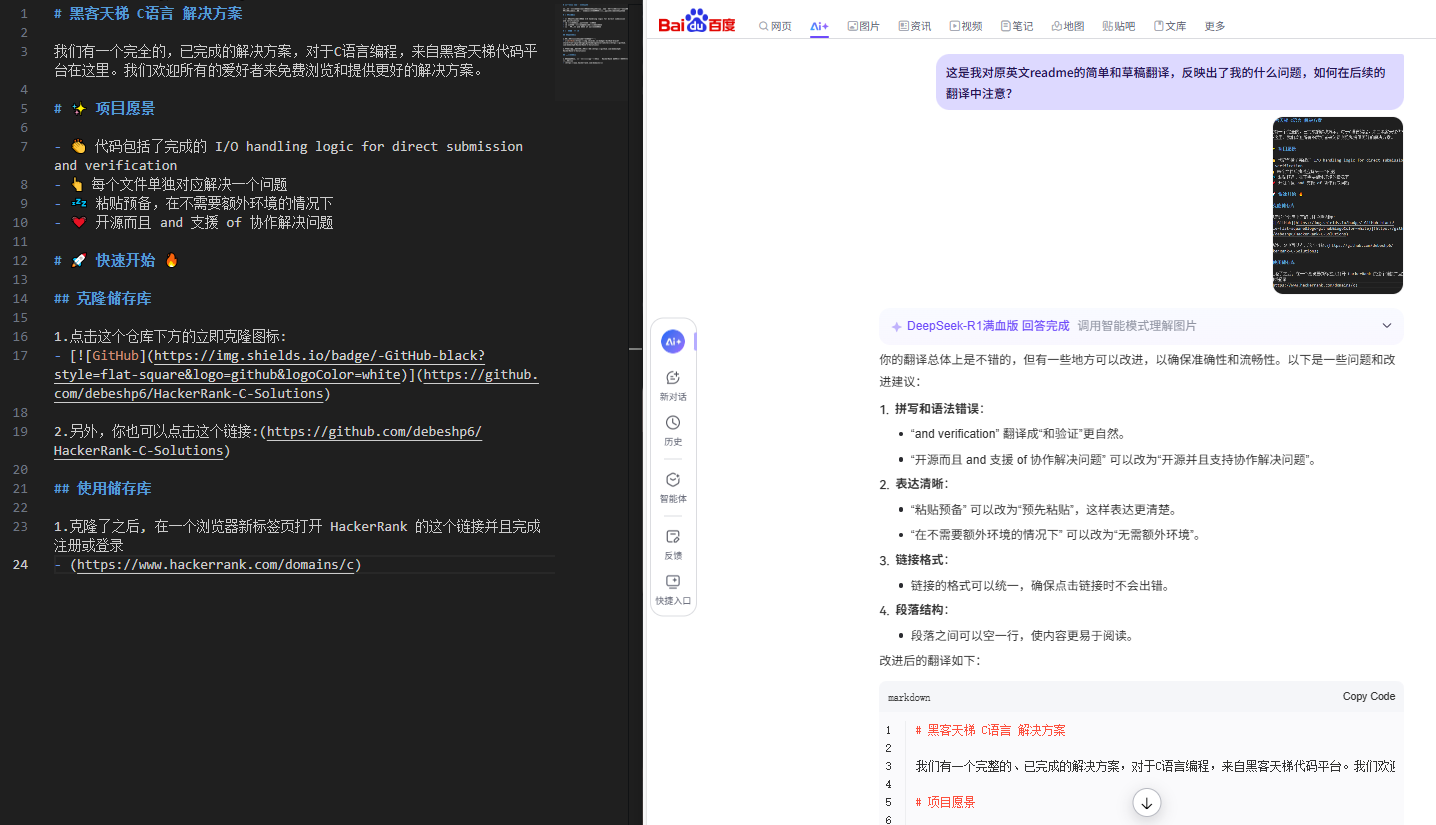 1 # 黑客天梯 C语言 解决方案
2
3 我们有一个完全的，已完成的解决方案，对于C语言编程，来自黑客天梯代码平
台在这里。我们欢迎所有的爱好者来免费浏览和提供更好的解决方案。
4
5 # ✨ 项目愿景
6
7 - 👏 代码包括了完成的 I/O handling logic for direct submission
and verification
8 - 👆 每个文件单独对应解决一个问题
9 - 💤 粘贴预备，在不需要额外环境的情况下
10 - ❤️ 开源而且 and 支援 of 协作解决问题
11
12 # 🚀 快速开始 🔥
13
14 ## 克隆储存库
15
16 1.点击这个仓库下方的立即克隆图标:
17 - [![GitHub](https://img.shields.io/badge/-GitHub-black?
style=flat-square&logo=github&logoColor=white)](https://github.
com/debeshp6/HackerRank-C-Solutions)
18
19 2.另外，你也可以点击这个链接:(https://github.com/debeshp6/
HackerRank-C-Solutions)
20
21 ## 使用储存库
22
23 1.克隆了之后, 在一个浏览器新标签页打开 HackerRank 的这个链接并且完成
注册或登录
24 - (https://www.hackerrank.com/domains/c)
Bai du 百度 网页 Ai+ 图片 资讯 视频 笔记 地图 贴吧 文库 更多
这是我对原英文readme的简单和草稿翻译，反映出了我的什么问题，如何在后续的
翻译中注意？
Ai+
新对话
历史
智能体
反馈
快捷入口
DeepSeek-R1满血版 回答完成 调用智能模式理解图片
你的翻译总体上是不错的，但有一些地方可以改进，以确保准确性和流畅性。以下是一些问题和改
进建议：
1. 拼写和语法错误：
• “and verification” 翻译成“和验证”更自然。
• “开源而且 and 支援 of 协作解决问题” 可以改为“开源并且支持协作解决问题”。
2. 表达清晰：
• “粘贴预备” 可以改为“预先粘贴”，这样表达更清楚。
• “在不需要额外环境的情况下” 可以改为“无需额外环境”。
3. 链接格式：
• 链接的格式可以统一，确保点击链接时不会出错。
4. 段落结构：
• 段落之间可以空一行，使内容更易于阅读。
改进后的翻译如下：
markdown Copy Code
1 # 黑客天梯 C语言 解决方案
2
3 我们有一个完整的、已完成的解决方案，对于C语言编程，来自黑客天梯代码平台。我们欢迎
4
5 # 项目愿景
6